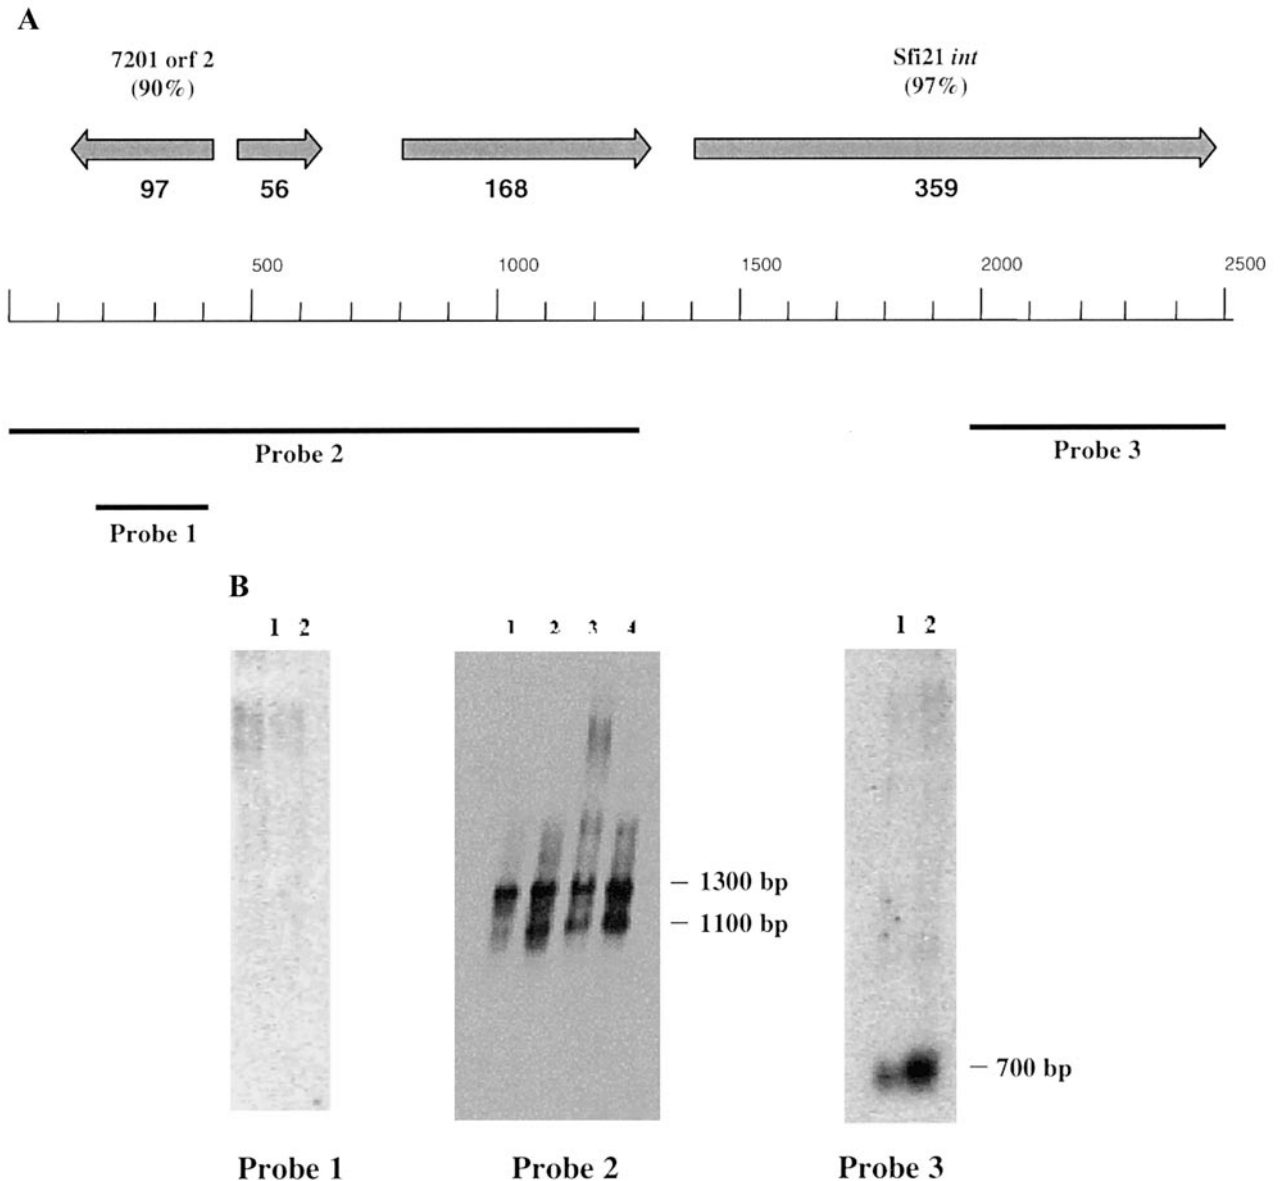 A
7201 orf 2
(90%)
Sfi21 int
(97%)
97
56
168
359
500
1000
1500
2000
2500
Probe 2
Probe 3
Probe 1
B
1 2
1 2 3 4
1 2
1300 bp
1100 bp
700 bp
Probe 1
Probe 2
Probe 3